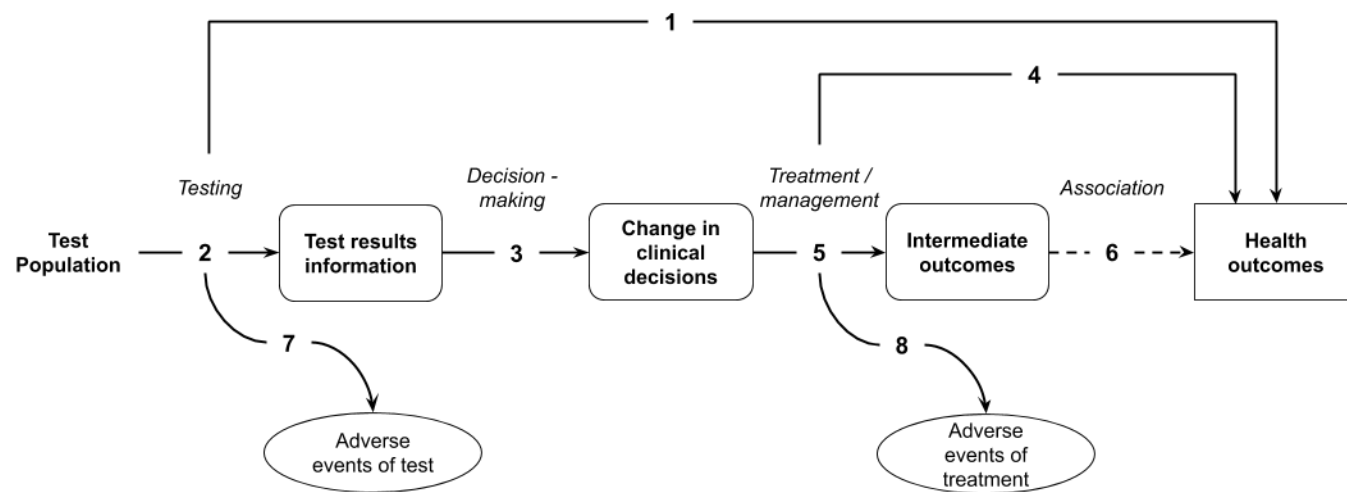 1
4
Testing
Decision -
making
Treatment /
management
Association
Test
Population
2
Test results
information
3
Change in
clinical
decisions
5
Intermediate
outcomes
6
Health
outcomes
7
8
Adverse
events of test
Adverse
events of
treatment